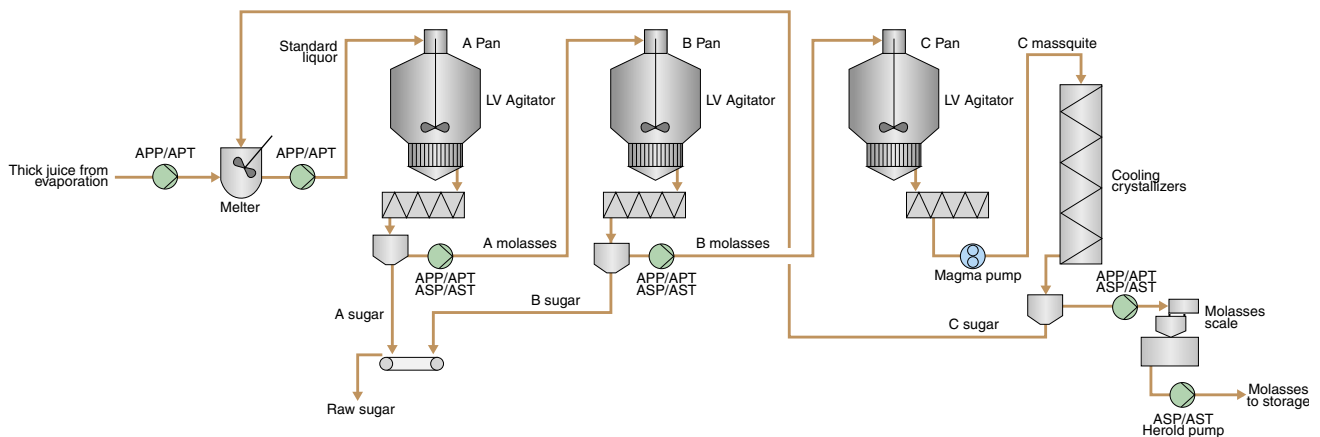 Standard
liquor
A Pan
B Pan
C Pan
C massquite
LV Agitator
LV Agitator
LV Agitator
APP/APT
APP/APT
Thick juice from
evaporation
Melter
Cooling
crystallizers
A molasses
B molasses
APP/APT
ASP/AST
APP/APT
ASP/AST
Magma pump
APP/APT
ASP/AST
A sugar
B sugar
C sugar
Molasses
scale
Raw sugar
Molasses
to storage
ASP/AST
Herold pump